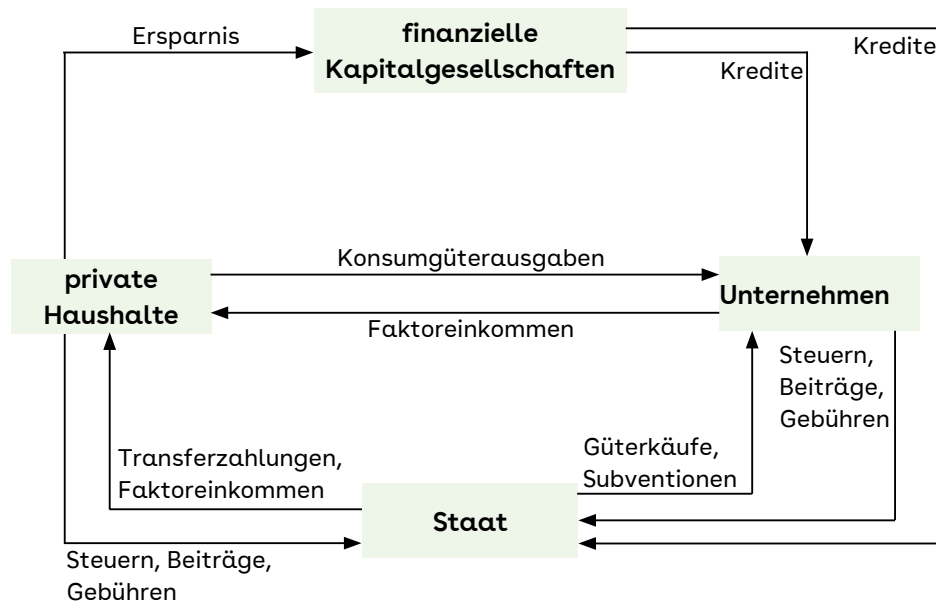 Ersparnis
finanzielle
Kapitalgesellschaften
Kredite
Kredite
private
Haushalte
Konsumgüterausgaben
Faktoreinkommen
Unternehmen
Steuern,
Beiträge,
Gebühren
Transferzahlungen,
Faktoreinkommen
Güterkäufe,
Subventionen
Staat
Steuern, Beiträge,
Gebühren